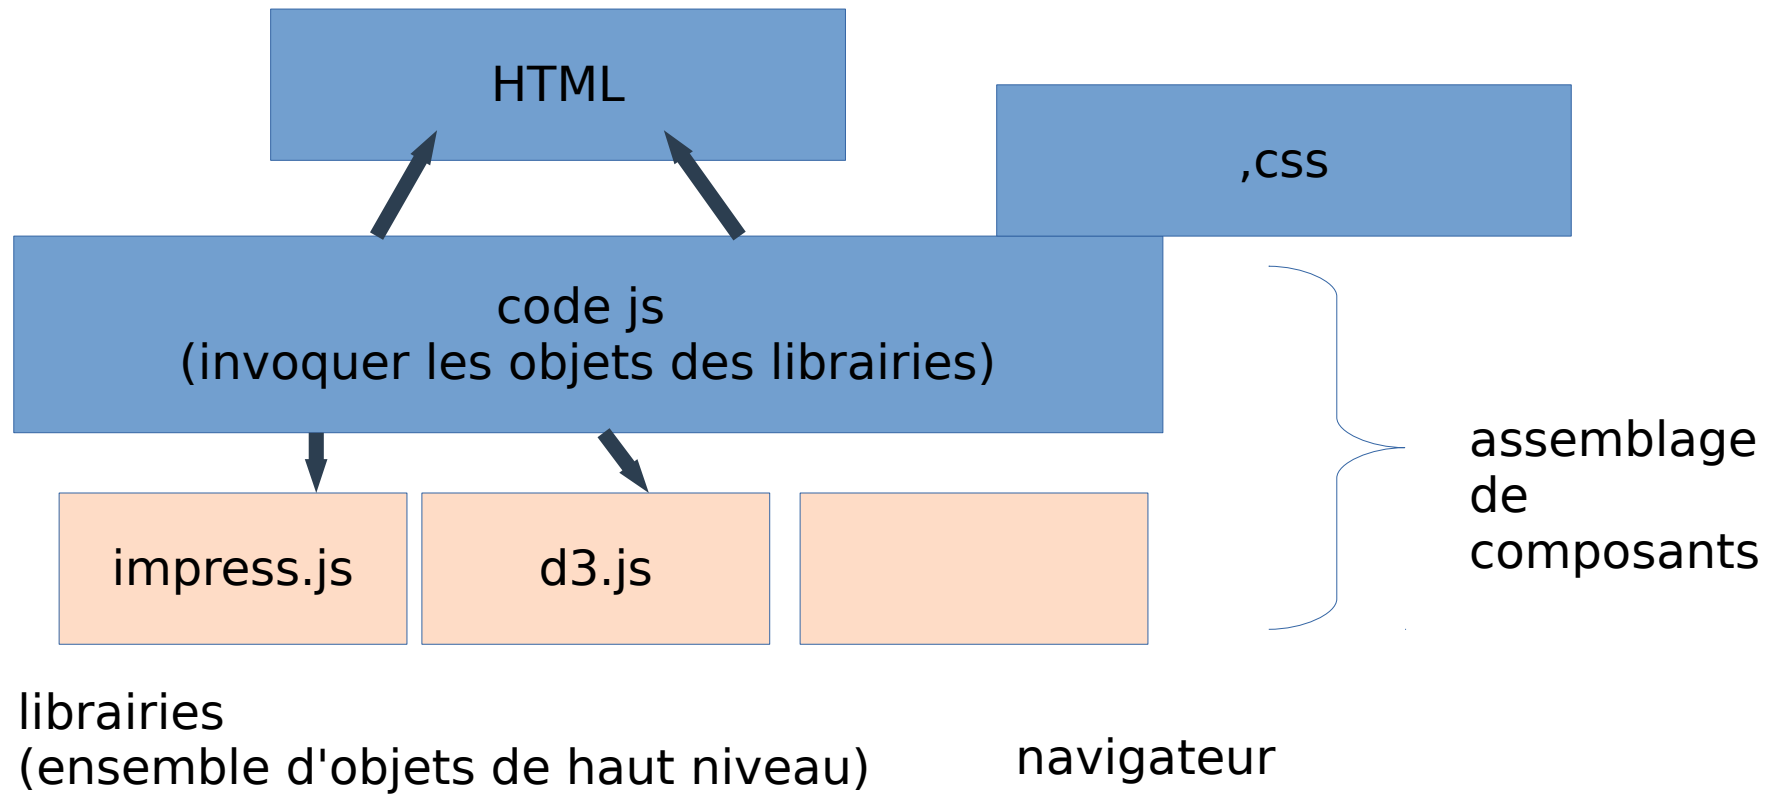 HTML
,css
code js
(invoquer les objets des librairies)
assemblage
de
composants
impress.js
d3.js
librairies
(ensemble d'objets de haut niveau)
navigateur